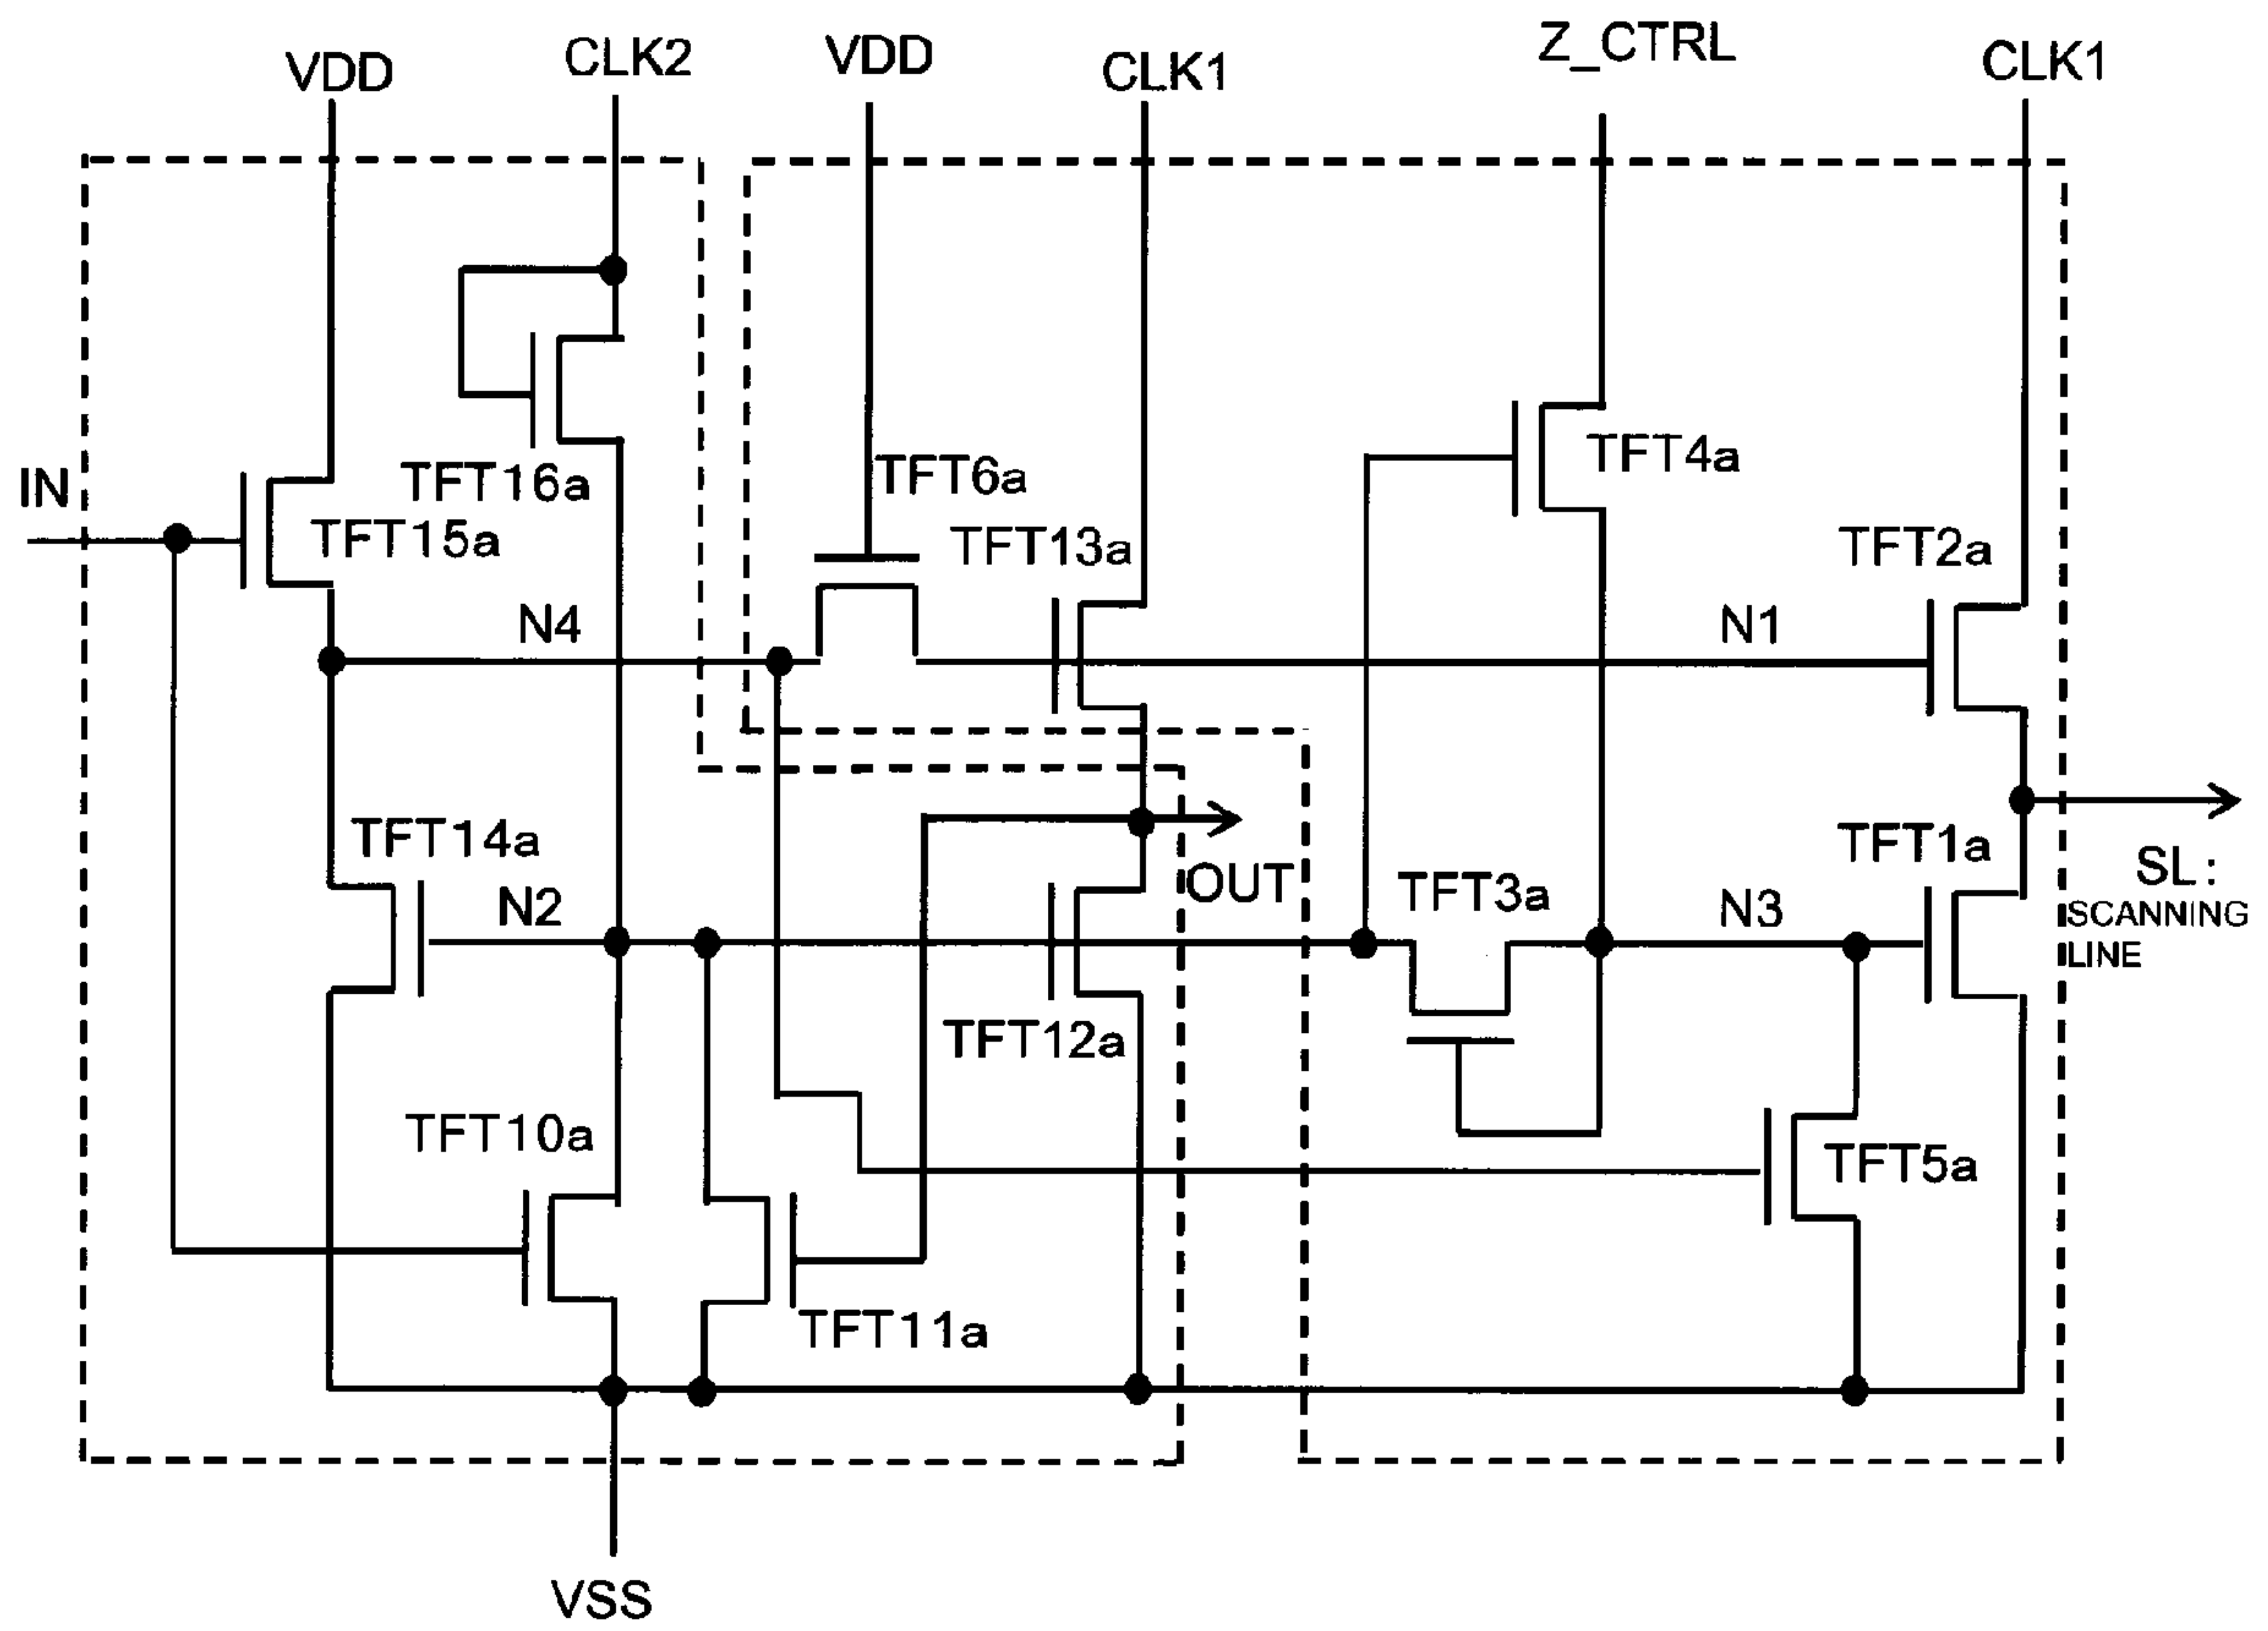 VDD
CLK2
VDD
CLK1
Z_CTRL
CLK1
IN
TFT16a
TFT15a
TFT6a
TFT13a
TFT4a
TFT2a
N4
N1
TFT14a
N2
OUT
TFT3a
N3
TFT1a
SL:
SCANNING
LINE
TFT12a
TFT10a
TFT5a
TFT11a
VSS